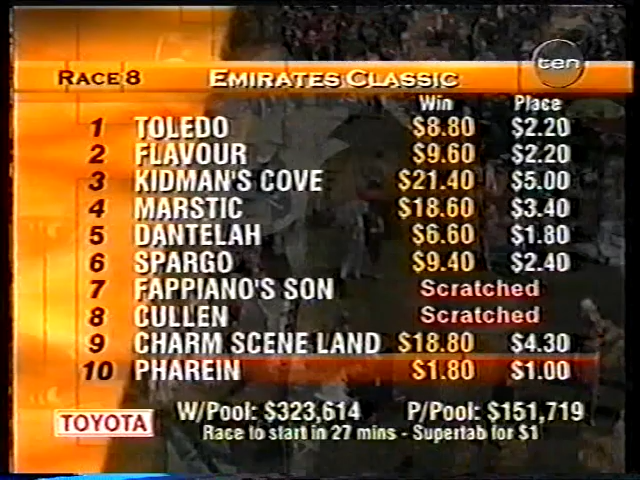 RACE 8 EMIRATES CLASSIC ten
Win Place
1 TOLEDO $8.80 $2.20
2 FLAVOUR $9.60 $2.20
3 KIDMAN'S COVE $21.40 $5.00
4 MARSTIC $18.60 $3.40
5 DANTELAH $6.60 $1.80
6 SPARGO $9.40 $2.40
7 FAPPIANO'S SON Scratched
8 CULLEN Scratched
9 CHARM SCENE LAND $18.80 $4.30
10 PHAREIN $1.80 $1.00
TOYOTA W/Pool: $323,614 P/Pool: $151,719
Race to start in 27 mins - Supertab for $1